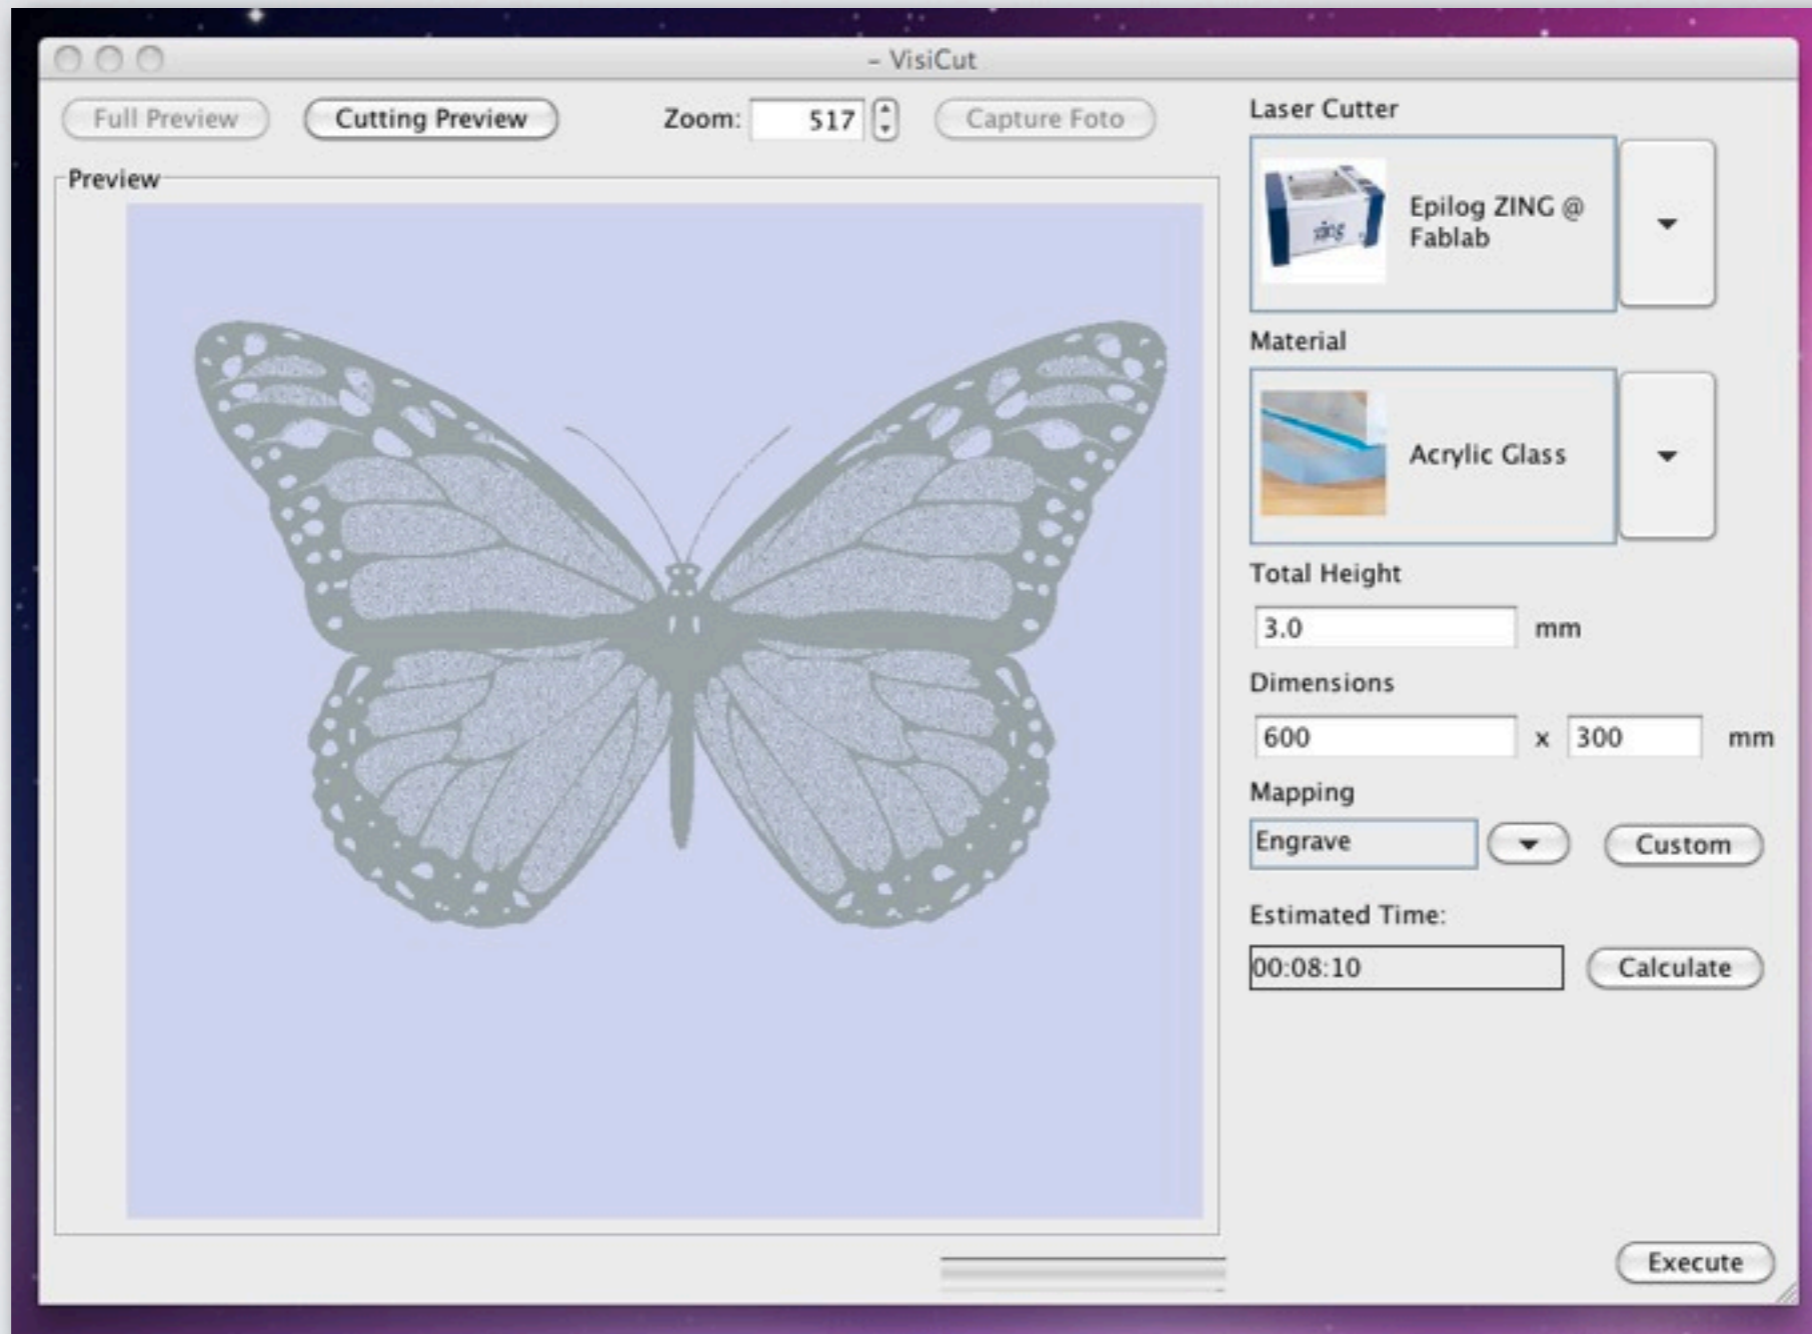 – VisiCut
Full Preview
Cutting Preview
Zoom:
517
Capture Foto
Preview
Laser Cutter
zing
Epilog ZING @
Fablab
Material
Acrylic Glass
Total Height
3.0 mm
Dimensions
600 x 300 mm
Mapping
Engrave
Custom
Estimated Time:
00:08:10
Calculate
Execute